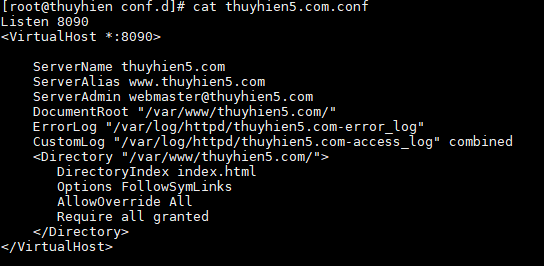 [root@thuyhien conf.d]# cat thuyhien5.com.conf
Listen 8090
<VirtualHost *:8090>
ServerName thuyhien5.com
ServerAlias www.thuyhien5.com
ServerAdmin webmaster@thuyhien5.com
DocumentRoot "/var/www/thuyhien5.com/"
ErrorLog "/var/log/httpd/thuyhien5.com-error_log"
CustomLog "/var/log/httpd/thuyhien5.com-access_log" combined
<Directory "/var/www/thuyhien5.com/">
DirectoryIndex index.html
Options FollowSymLinks
AllowOverride All
Require all granted
</Directory>
</VirtualHost>